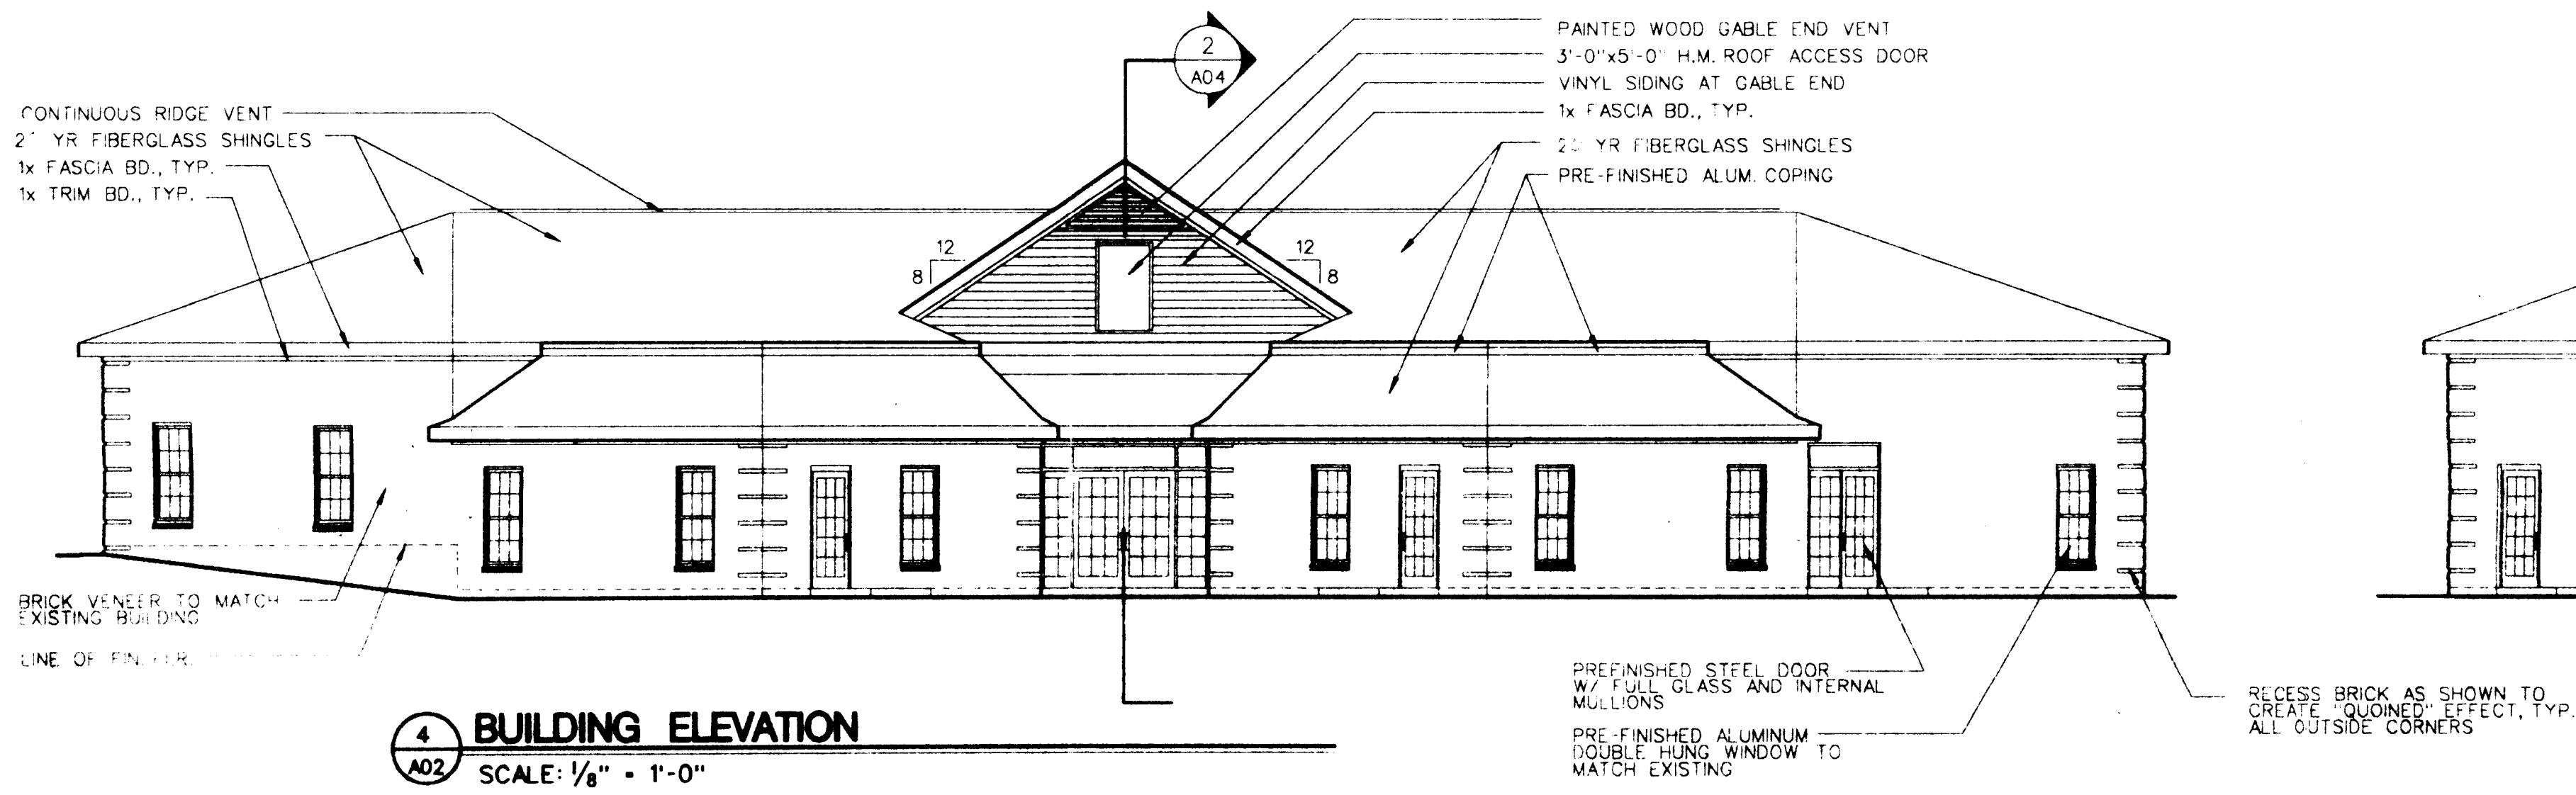 2
A04
PAINTED WOOD GABLE END VENT
3'-0"x5'-0" H.M. ROOF ACCESS DOOR
VINYL SIDING AT GABLE END
1x FASCIA BD., TYP.
YR FIBERGLASS SHINGLES
PRE-FINISHED ALUM. COPING
CONTINUOUS RIDGE VENT
YR FIBERGLASS SHINGLES
1x FASCIA BD., TYP.
1x TRIM BD., TYP.
12
8
12
8
BRICK VENEER TO MATCH
EXISTING BUILDING
LINE OF FIN. FLR.
PREFINISHED STEEL DOOR
W/ FULL GLASS AND INTERNAL
MULLIONS
PRE-FINISHED ALUMINUM
DOUBLE HUNG WINDOW TO
MATCH EXISTING
RECESS BRICK AS SHOWN TO
CREATE "QUOINED" EFFECT, TYP.
ALL OUTSIDE CORNERS
4
A02
BUILDING ELEVATION
SCALE: 1/8" = 1'-0"